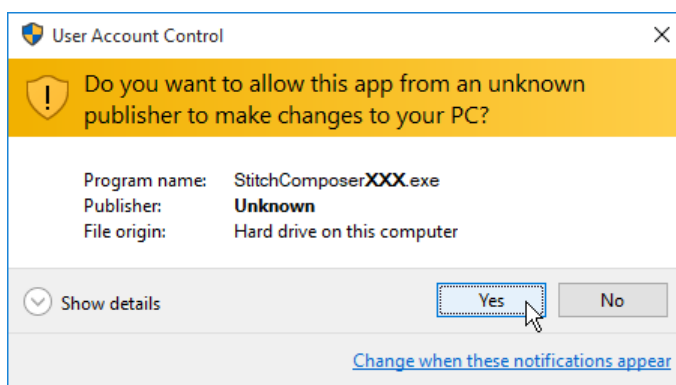 User Account Control
Do you want to allow this app from an unknown
publisher to make changes to your PC?
Program name: StitchComposerXXX.exe
Publisher: Unknown
File origin: Hard drive on this computer
Show details
Yes No
Change when these notifications appear